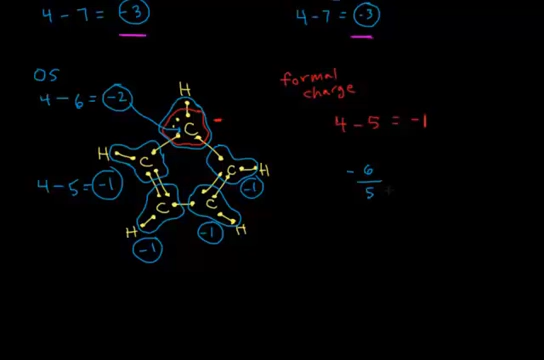 4 - 7 = -3
4 - 7 = -3
OS
4 - 6 = -2
4 - 5 = -1
H
C
-
H
C
C
H
-1
C
C
H
H
-1
-1
formal
charge
4 - 5 = -1
- 6
5